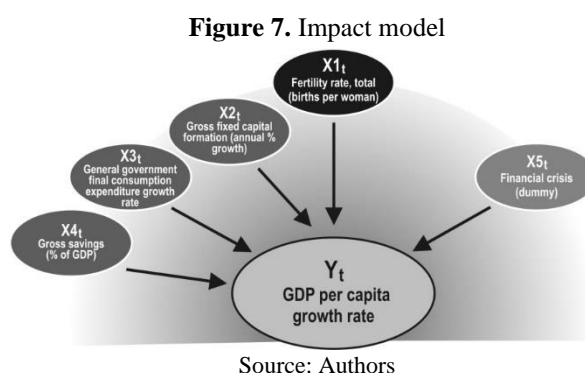 Figure 7. Impact model
X1t
Fertility rate, total
(births per woman)
X2t
Gross fixed capital
formation (annual %
growth)
X3t
General government
final consumption
expenditure growth
rate
X4t
Gross savings
(% of GDP)
X5t
Financial crisis
(dummy)
Yt
GDP per capita
growth rate
Source: Authors